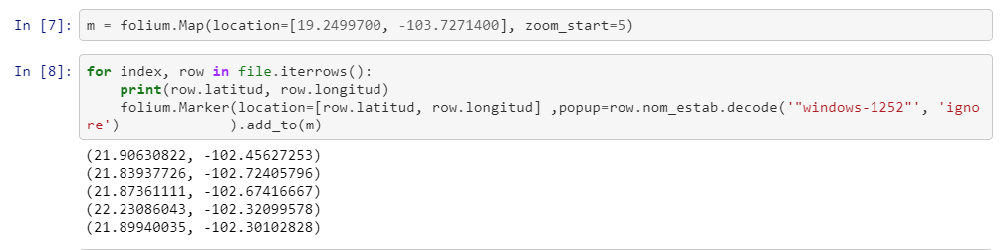 In [7]: m = folium.Map(location=[19.2499700, -103.7271400], zoom_start=5)
In [8]: for index, row in file.iterrows():
    print(row.latitud, row.longitud)
    folium.Marker(location=[row.latitud, row.longitud] ,popup=row.nom_estab.decode('"windows-1252"', 'igno
re')             ).add_to(m)
(21.90630822, -102.45627253)
(21.83937726, -102.72405796)
(21.87361111, -102.67416667)
(22.23086043, -102.32099578)
(21.89940035, -102.30102828)